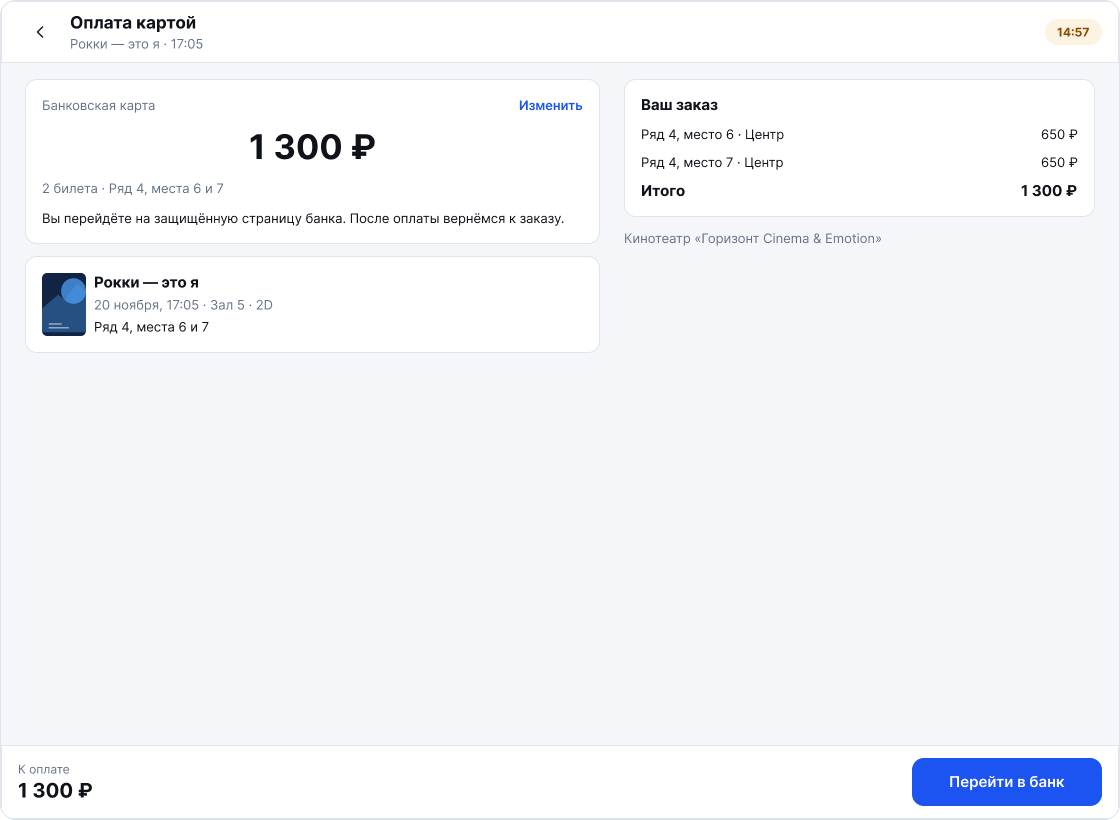 Оплата картой
Рокки — это я · 17:05
14:57
Банковская карта
Изменить
1 300 ₽
2 билета · Ряд 4, места 6 и 7
Вы перейдёте на защищённую страницу банка. После оплаты вернёмся к заказу.
Рокки — это я
20 ноября, 17:05 · Зал 5 · 2D
Ряд 4, места 6 и 7
Ваш заказ
Ряд 4, место 6 · Центр 650 ₽
Ряд 4, место 7 · Центр 650 ₽
Итого 1 300 ₽
Кинотеатр «Горизонт Cinema & Emotion»
К оплате
1 300 ₽
Перейти в банк